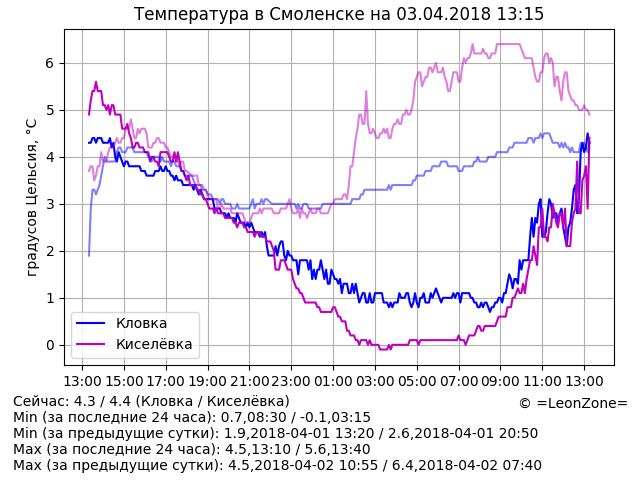 Температура в Смоленске на 03.04.2018 13:15
градусов Цельсия, °C
6
5
4
3
2
1
0
Кловка
Киселёвка
13:00 15:00 17:00 19:00 21:00 23:00 01:00 03:00 05:00 07:00 09:00 11:00 13:00
Сейчас: 4.3 / 4.4 (Кловка / Киселёвка)
© =LeonZone=
Min (за последние 24 часа): 0.7,08:30 / -0.1,03:15
Min (за предыдущие сутки): 1.9,2018-04-01 13:20 / 2.6,2018-04-01 20:50
Max (за последние 24 часа): 4.5,13:10 / 5.6,13:40
Max (за предыдущие сутки): 4.5,2018-04-02 10:55 / 6.4,2018-04-02 07:40